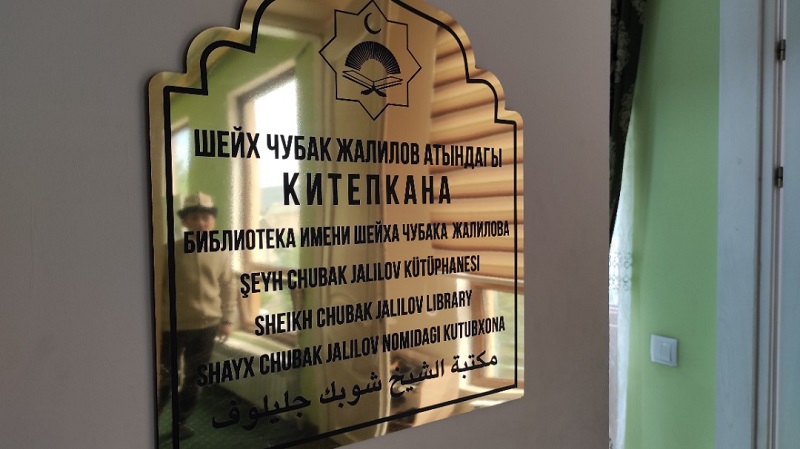 ШЕЙХ ЧУБАК ЖАЛИЛОВ АТЫНДАГЫ
КИТЕПКАНА
БИБЛИОТЕКА ИМЕНИ ШЕЙХА ЧУБАКА ЖАЛИЛОВА
ŞEYH CHUBAK JALILOV KÜTÜPHANESI
SHEIKH CHUBAK JALILOV LIBRARY
SHAYX CHUBAK JALILOV NOMIDAGI KUTUBXONA
مكتبة الشيخ شوبك جليلوڤ